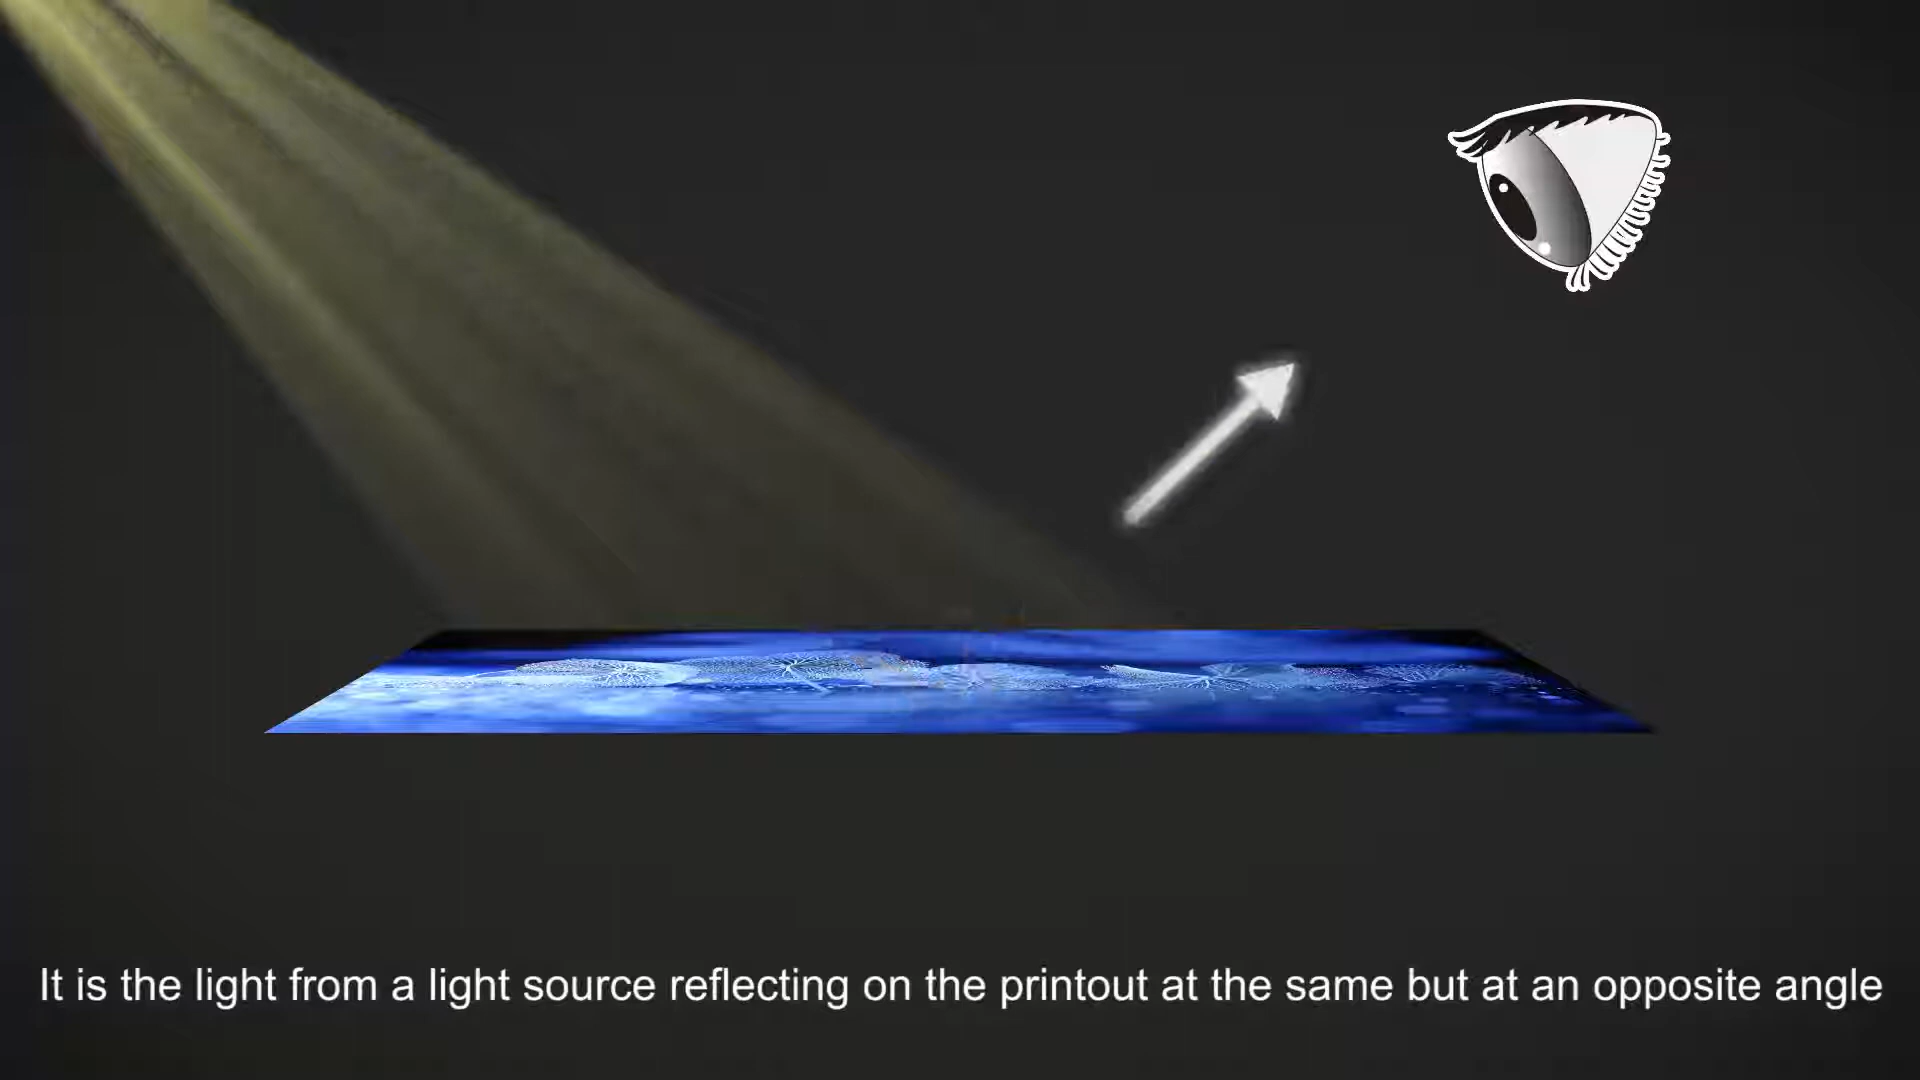 It is the light from a light source reflecting on the printout at the same but at an opposite angle